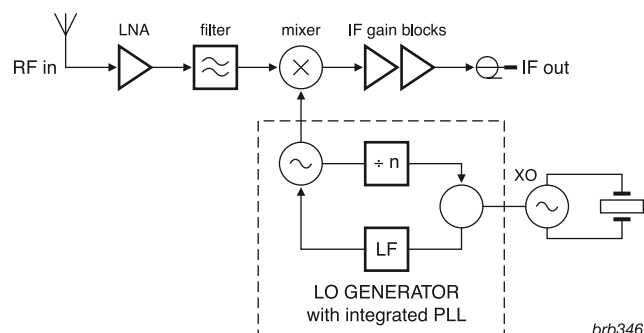 LNA
filter
mixer
IF gain blocks
RF in
IF out
÷ n
XO
LF
LO GENERATOR
with integrated PLL
brb346